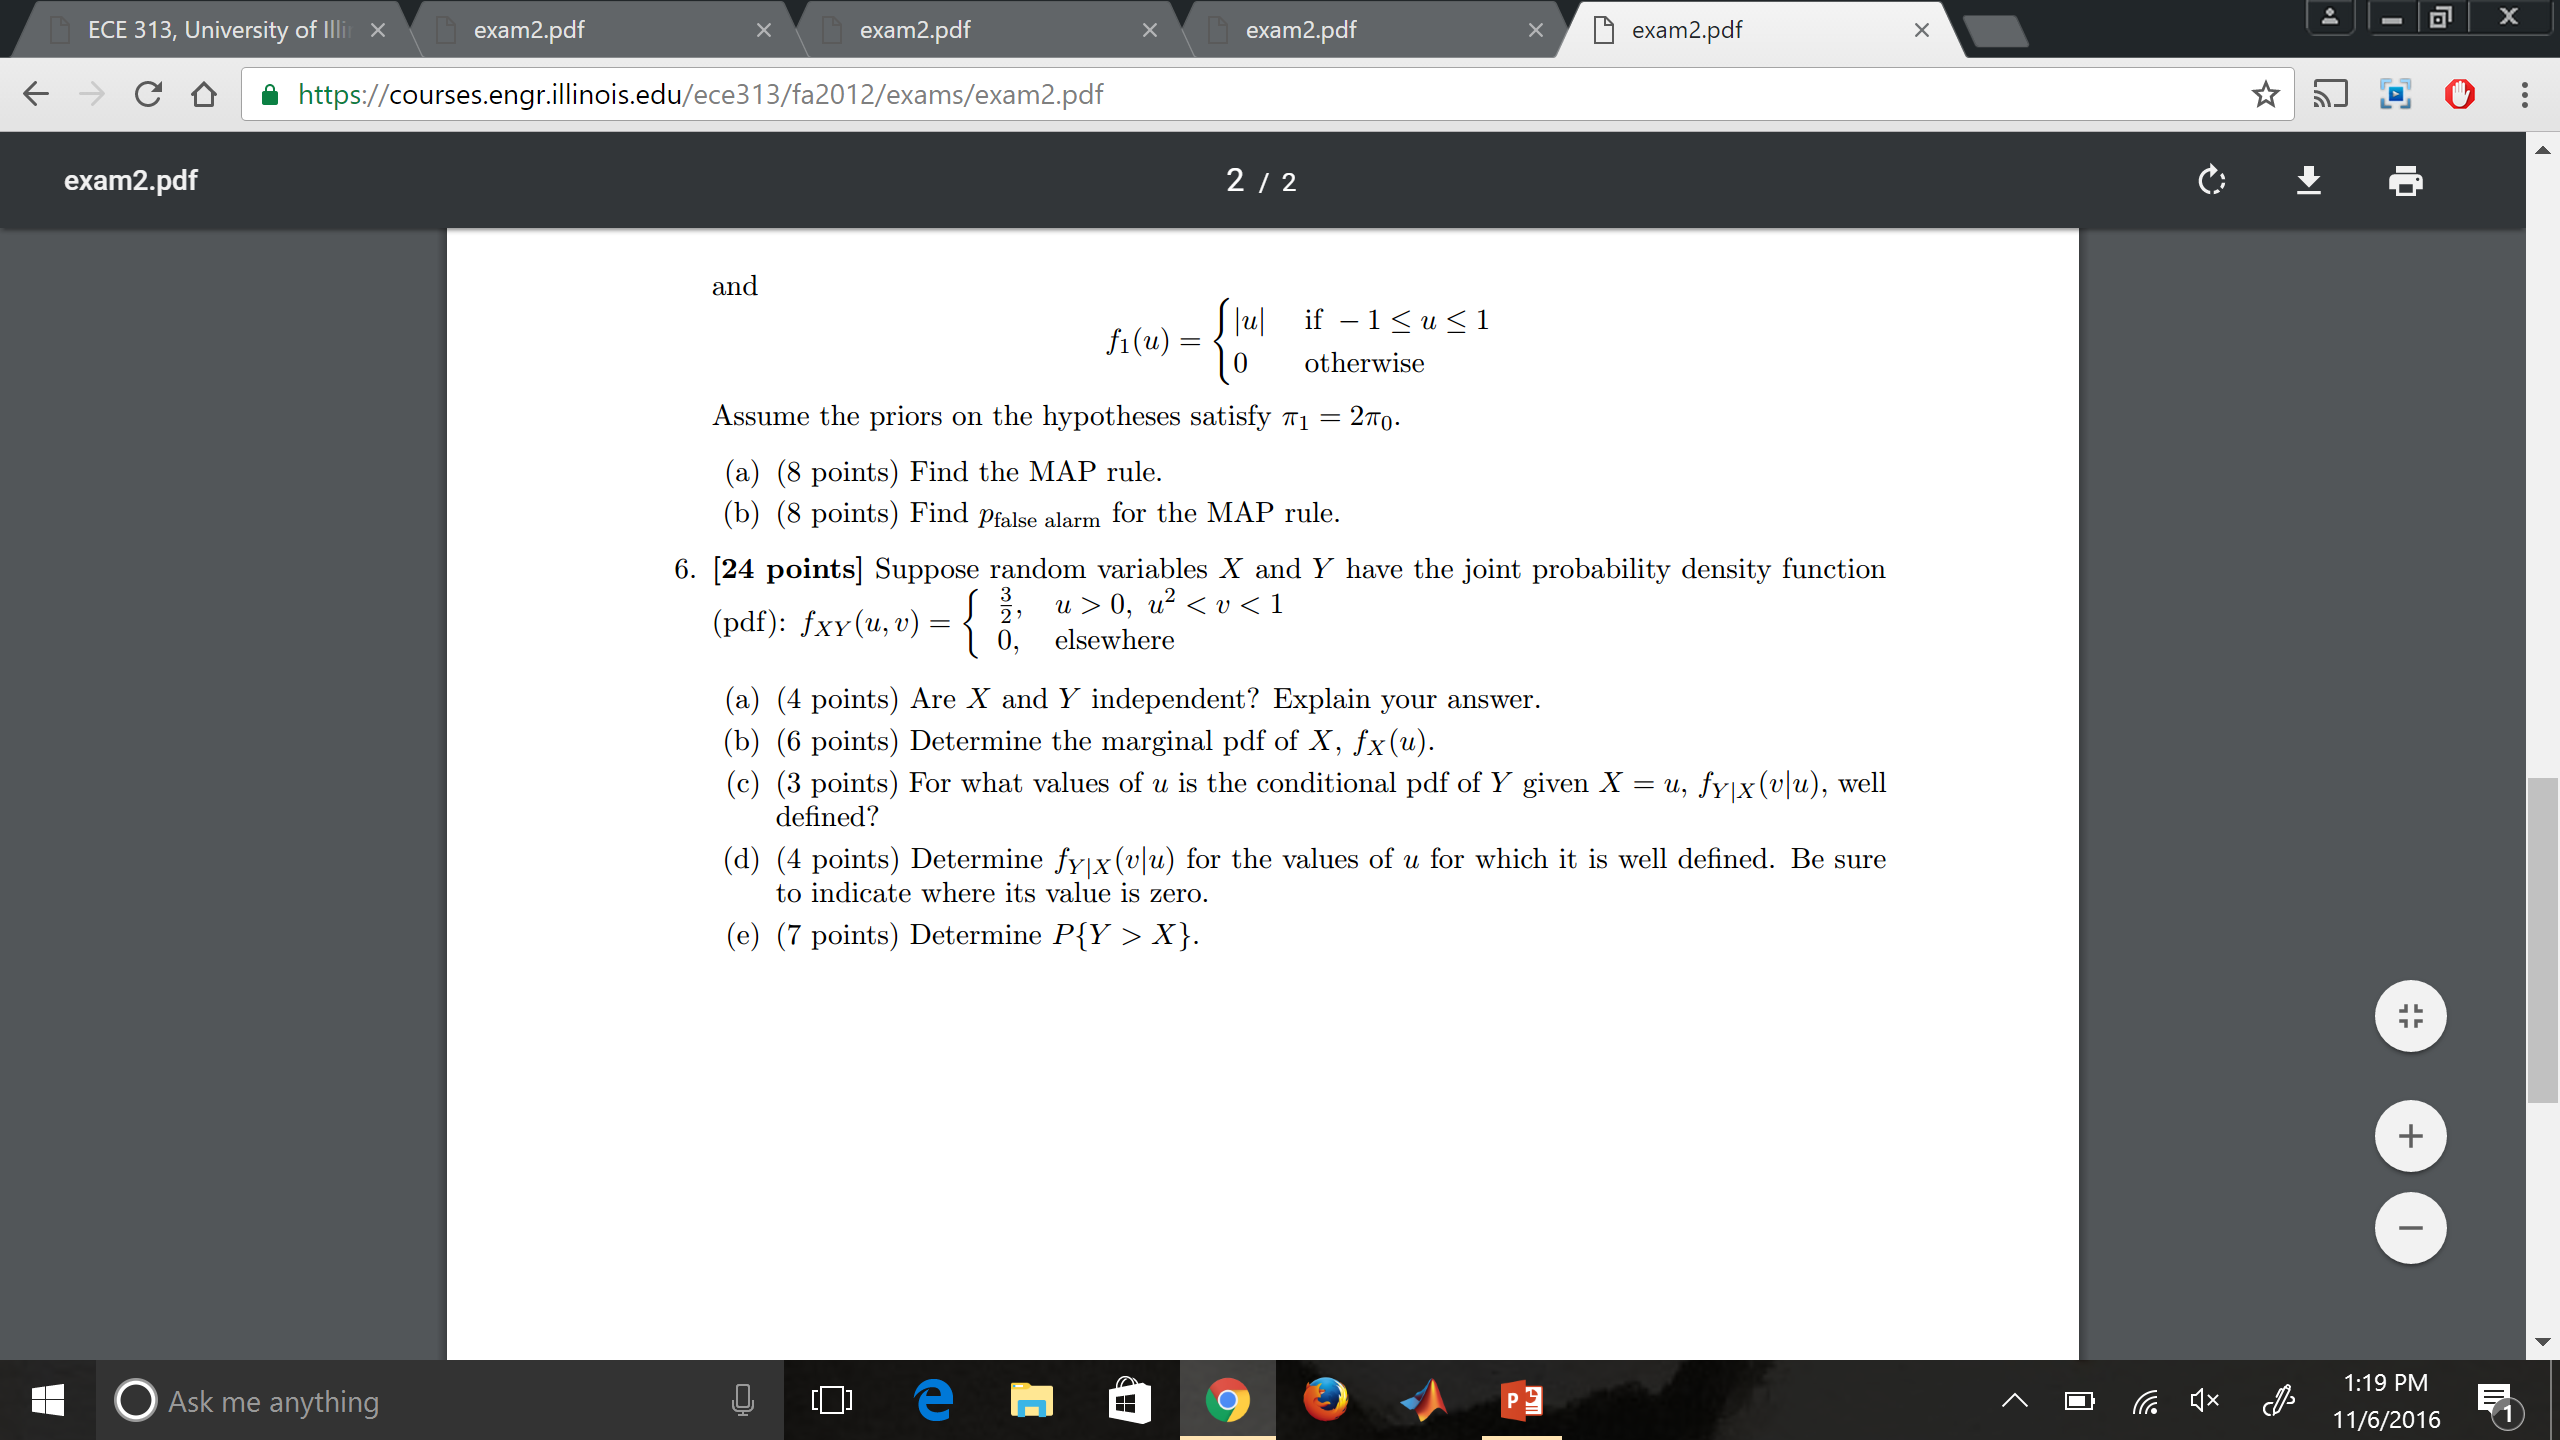 ECE 313, University of Illi
exam2.pdf
exam2.pdf
exam2.pdf
exam2.pdf
https://courses.engr.illinois.edu/ece313/fa2012/exams/exam2.pdf
exam2.pdf
2 / 2
and
f₁(u) = { |u| if − 1 ≤ u ≤ 1
0 otherwise
Assume the priors on the hypotheses satisfy π₁ = 2π₀.
(a) (8 points) Find the MAP rule.
(b) (8 points) Find p_false alarm for the MAP rule.
6. [24 points] Suppose random variables X and Y have the joint probability density function
(pdf): f_XY(u, v) = { 3/2, u > 0, u² < v < 1
0, elsewhere
(a) (4 points) Are X and Y independent? Explain your answer.
(b) (6 points) Determine the marginal pdf of X, f_X(u).
(c) (3 points) For what values of u is the conditional pdf of Y given X = u, f_Y|X(v|u), well
defined?
(d) (4 points) Determine f_Y|X(v|u) for the values of u for which it is well defined. Be sure
to indicate where its value is zero.
(e) (7 points) Determine P{Y > X}.
Ask me anything
1:19 PM
11/6/2016
1